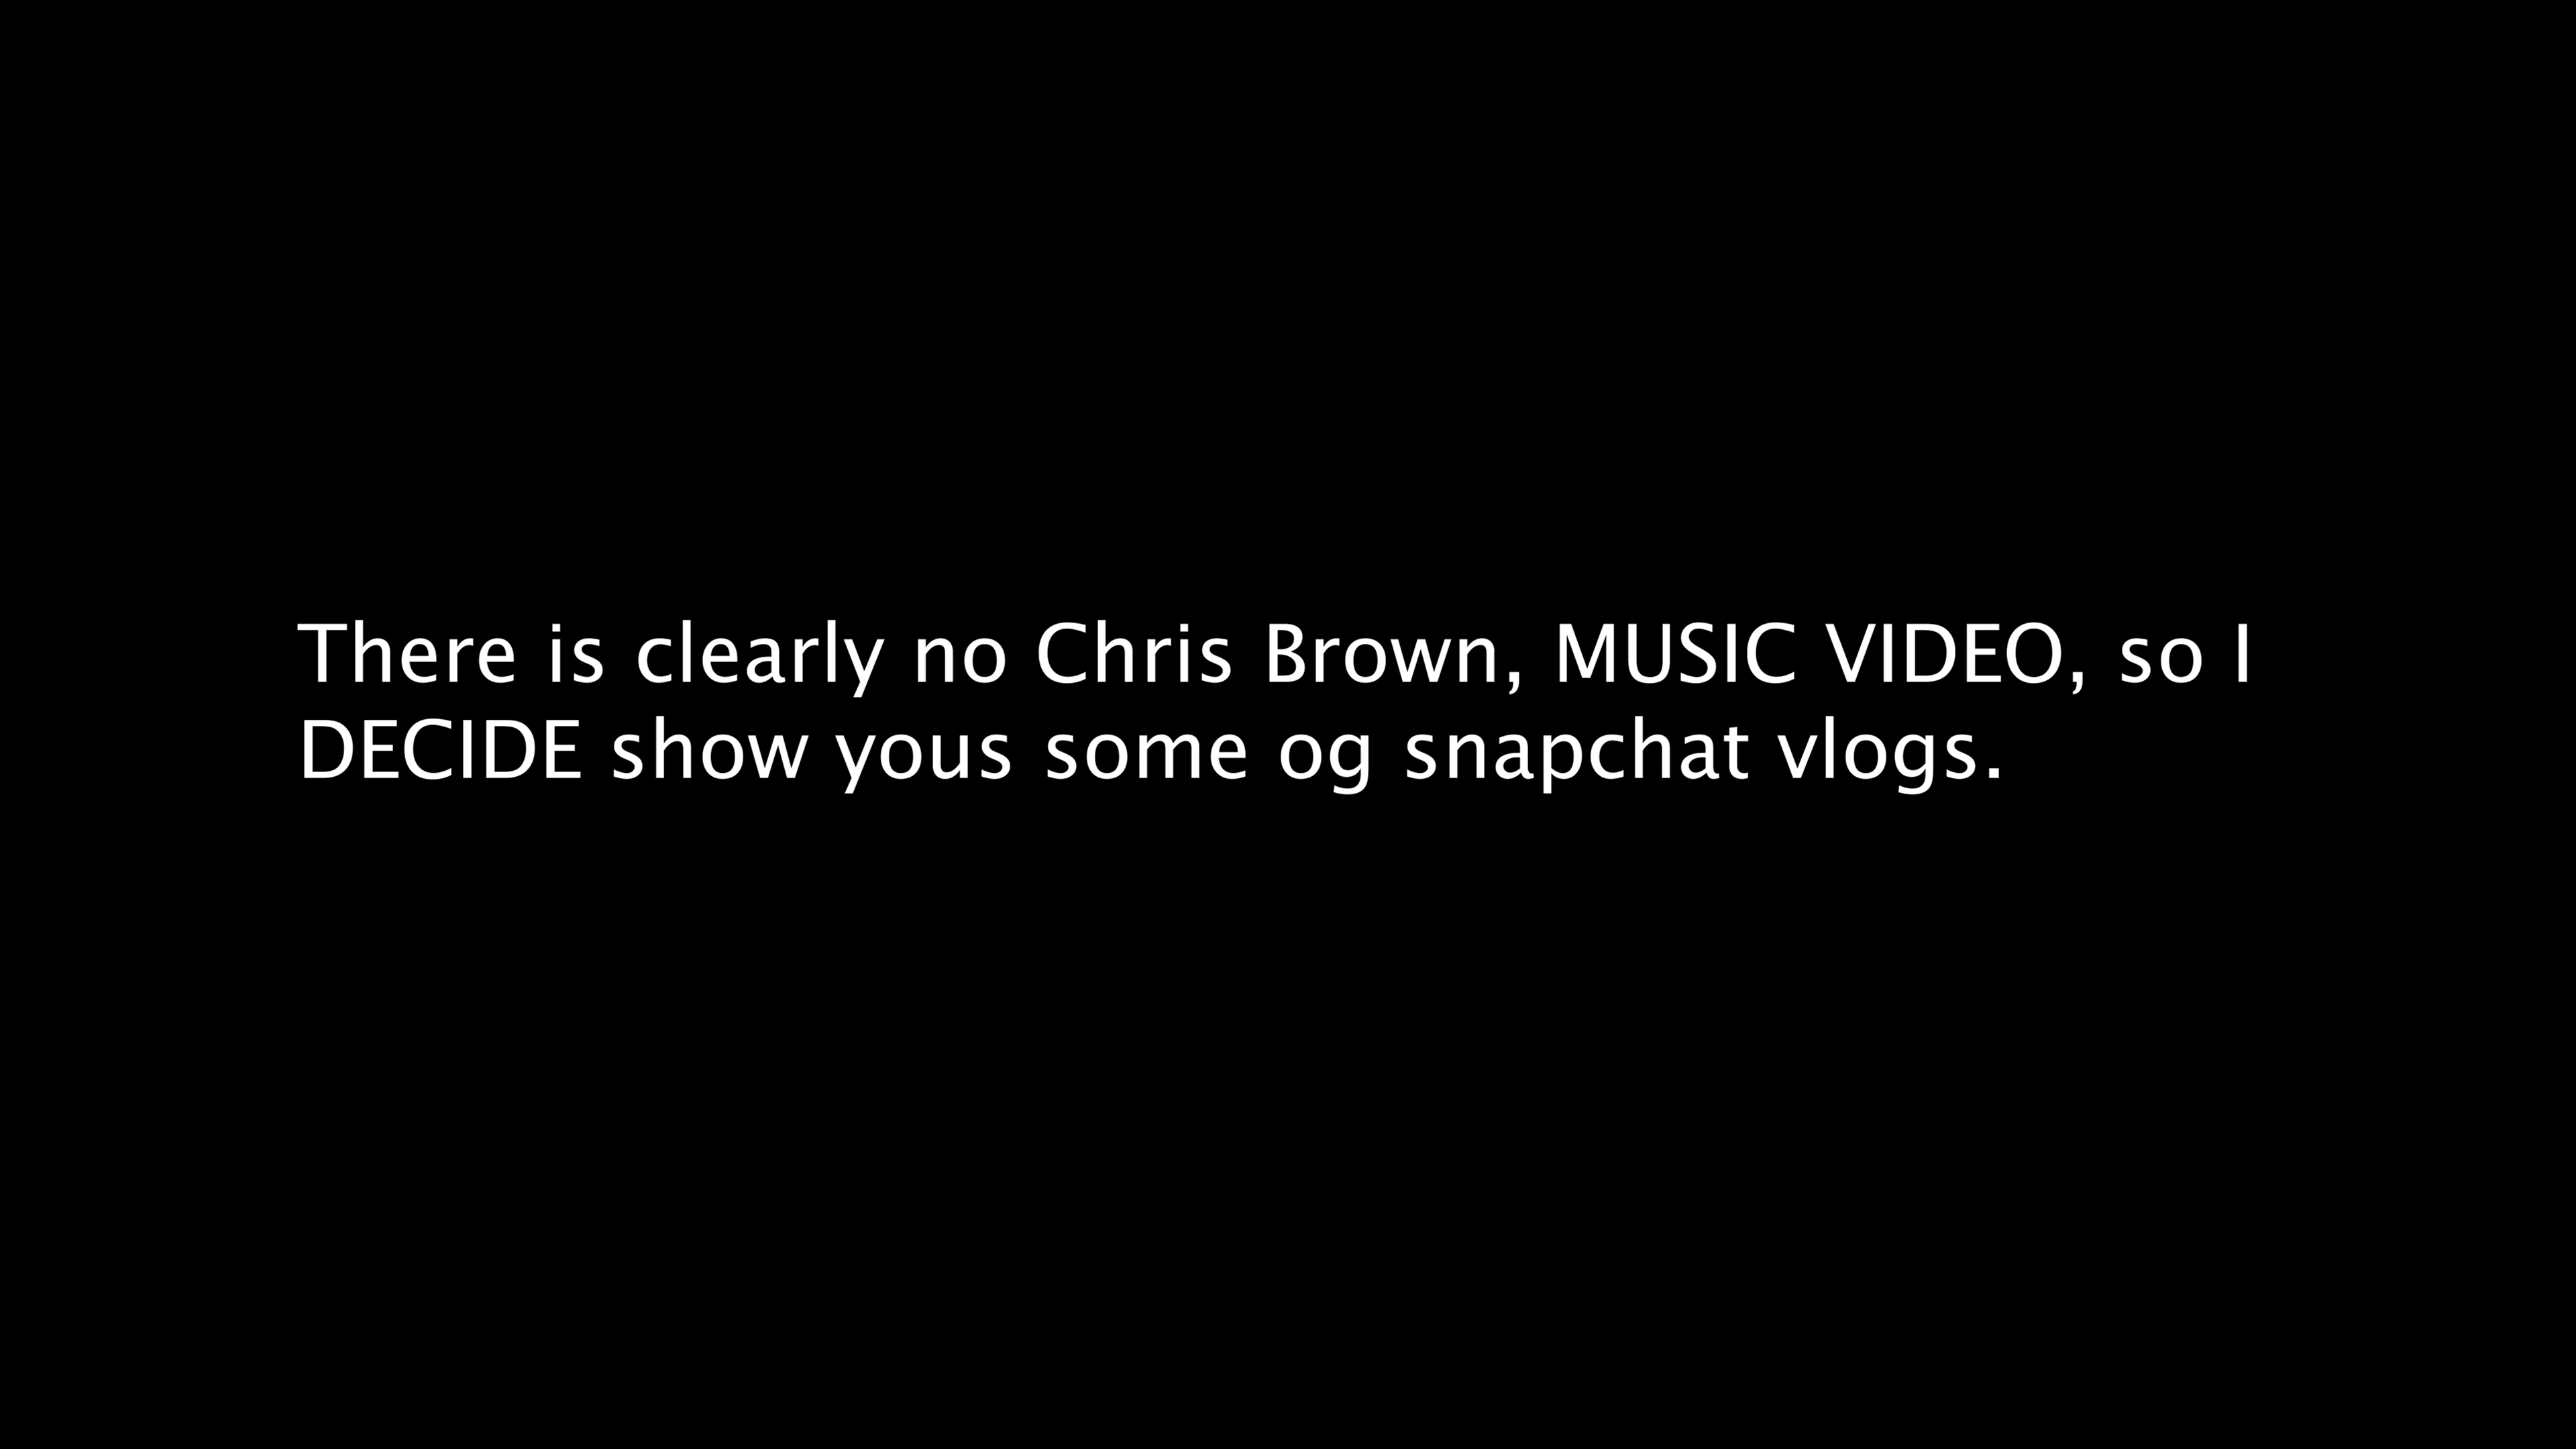 There is clearly no Chris Brown, MUSIC VIDEO, so I
DECIDE show yous some og snapchat vlogs.